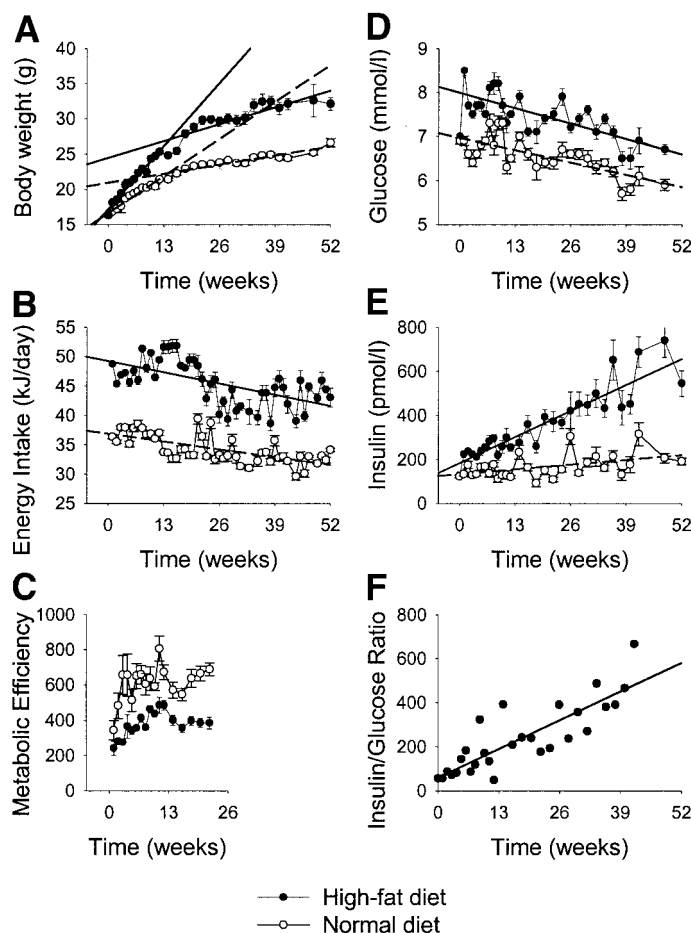 A
Body weight (g)
40
35
30
25
20
15
0 13 26 39 52
Time (weeks)
B
Energy Intake (kJ/day)
55
50
45
40
35
30
25
0 13 26 39 52
Time (weeks)
C
Metabolic Efficiency
1000
800
600
400
200
0
0 13 26
Time (weeks)
D
Glucose (mmol/l)
9
8
7
6
5
0 13 26 39 52
Time (weeks)
E
Insulin (pmol/l)
800
600
400
200
0
0 13 26 39 52
Time (weeks)
F
Insulin/Glucose Ratio
800
600
400
200
0
0 13 26 39 52
Time (weeks)
High-fat diet
Normal diet